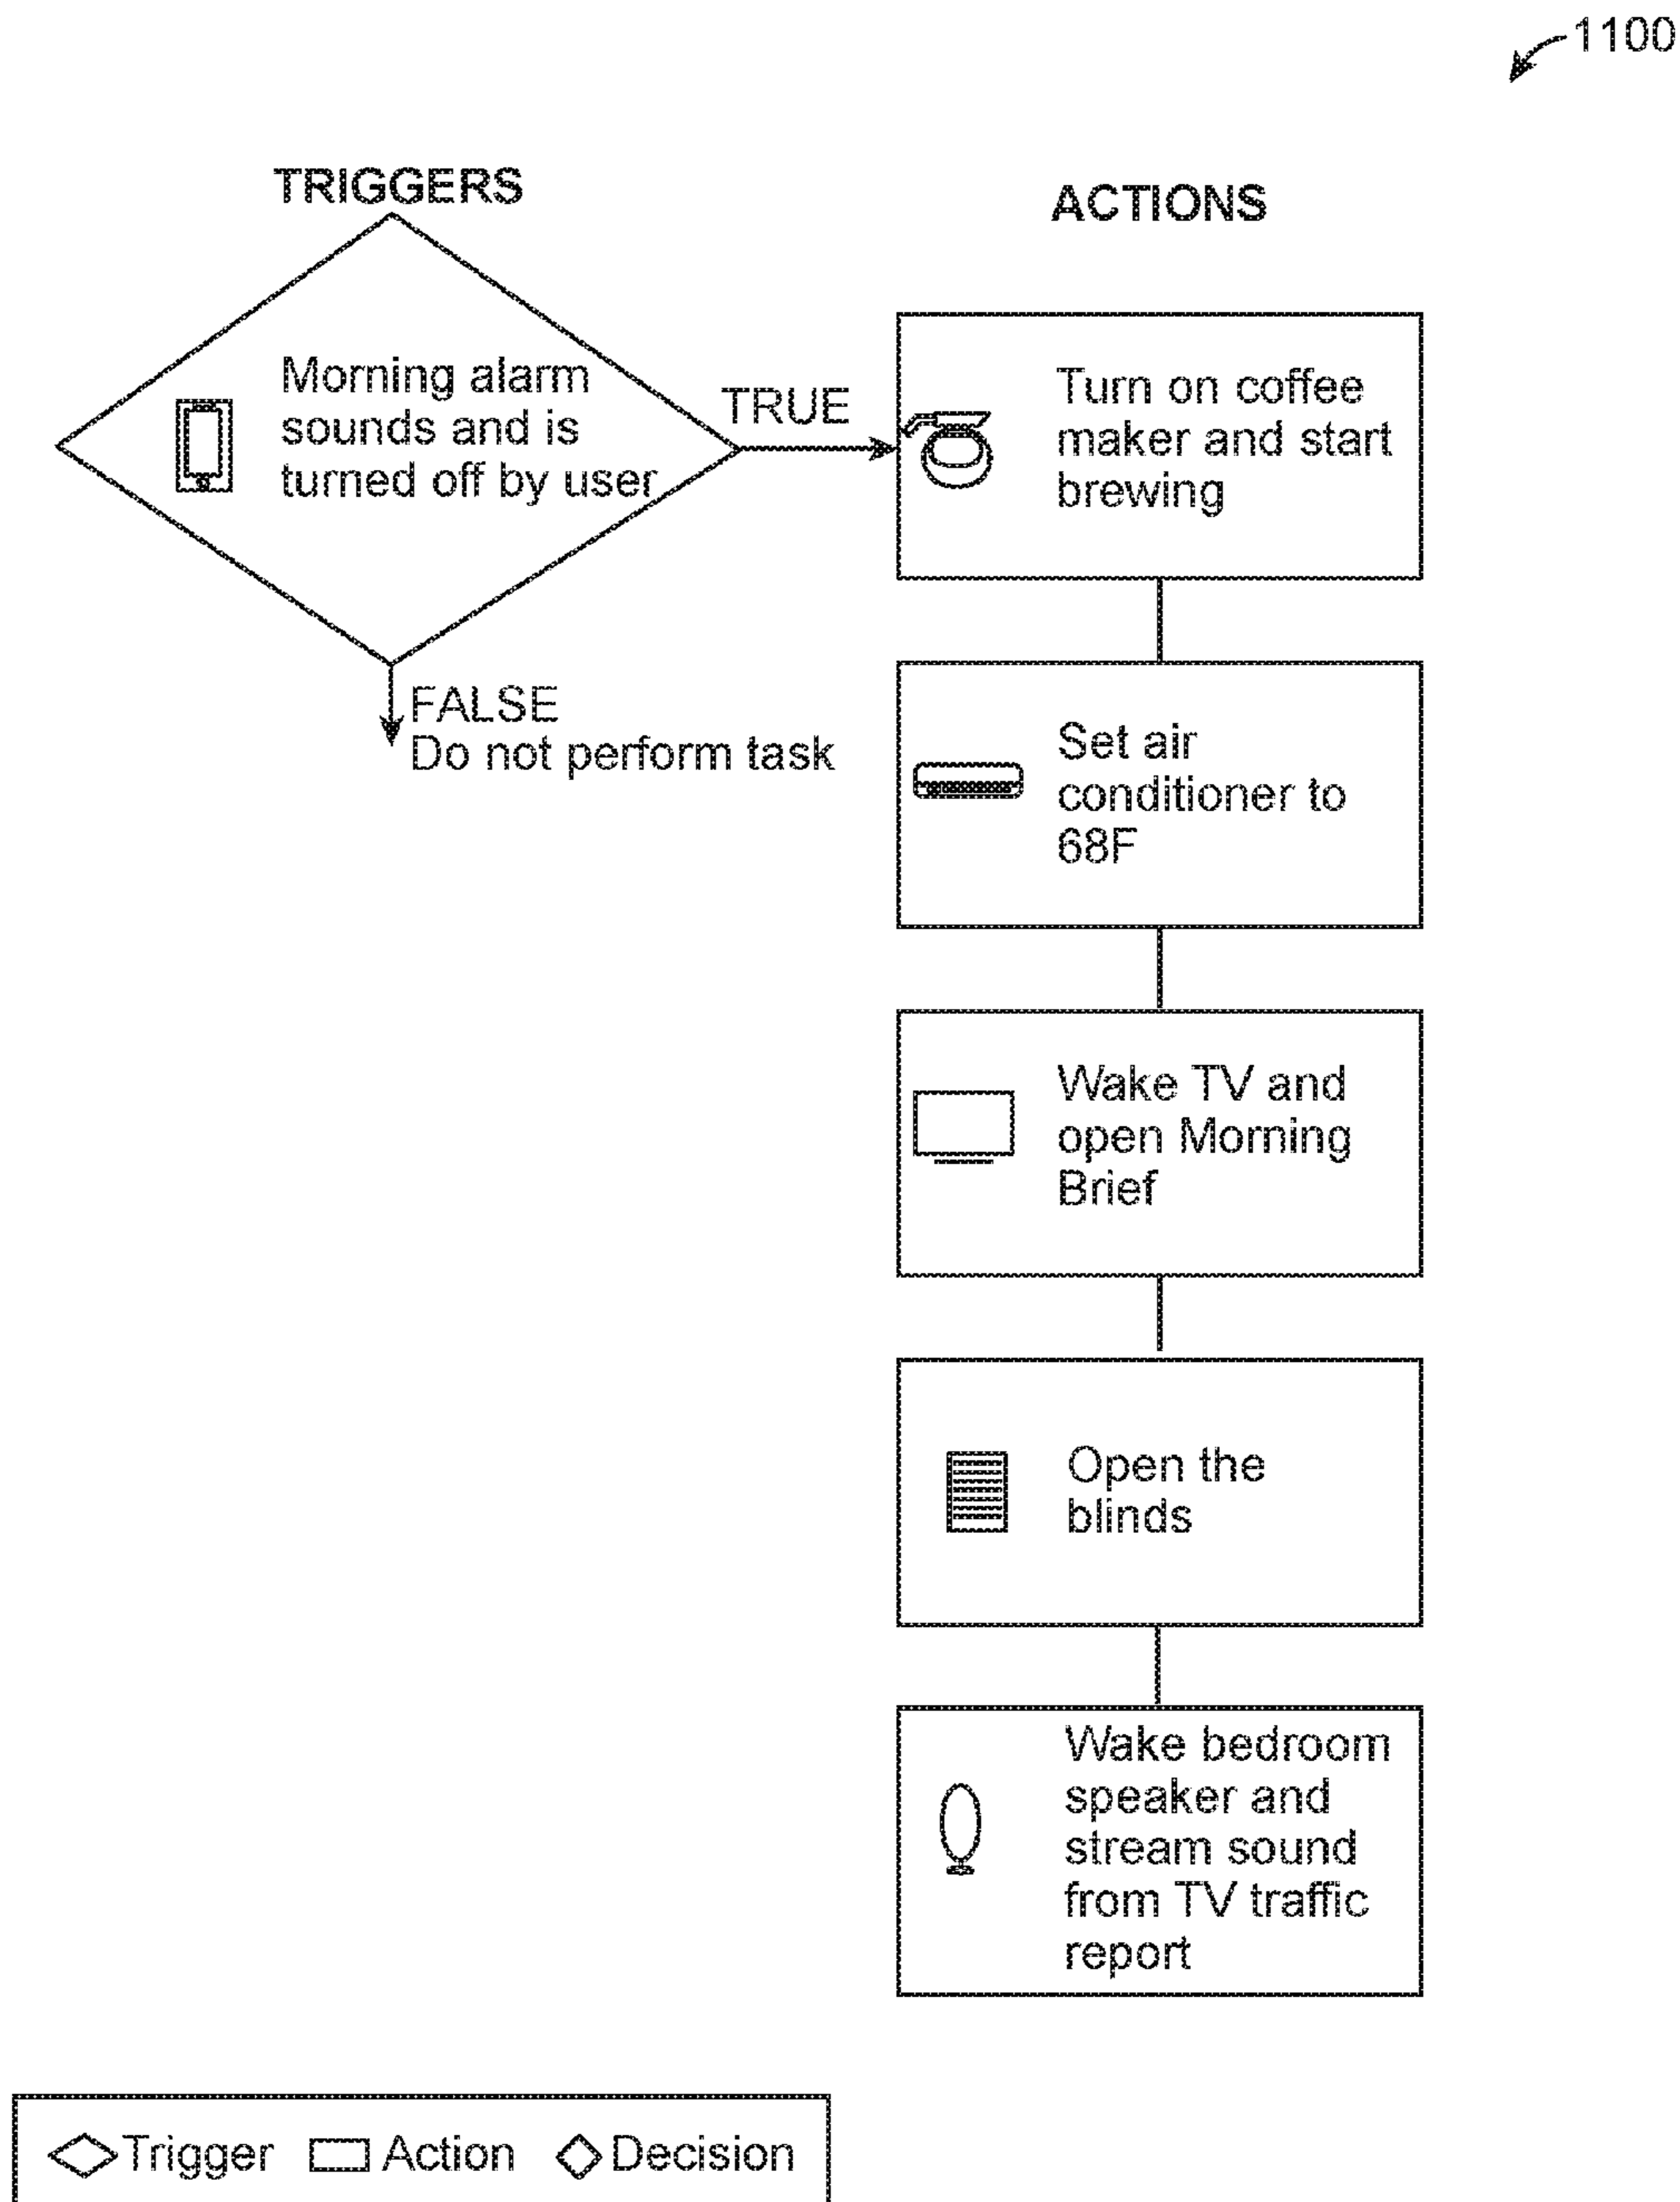 1100
TRIGGERS
Morning alarm
sounds and is
turned off by user
TRUE
FALSE
Do not perform task
ACTIONS
Turn on coffee
maker and start
brewing
Set air
conditioner to
68F
Wake TV and
open Morning
Brief
Open the
blinds
Wake bedroom
speaker and
stream sound
from TV traffic
report
Trigger Action Decision